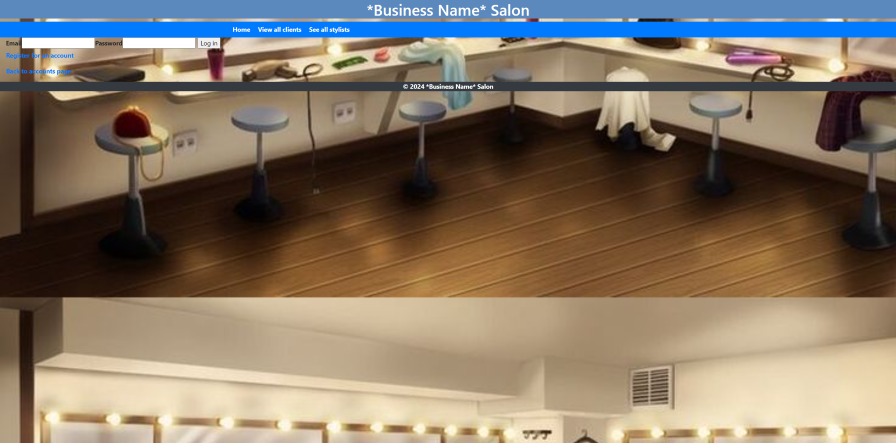 *Business Name* Salon
Home View all clients See all stylists
Email Password Log in
Register for an account
Back to accounts page
© 2024 *Business Name* Salon